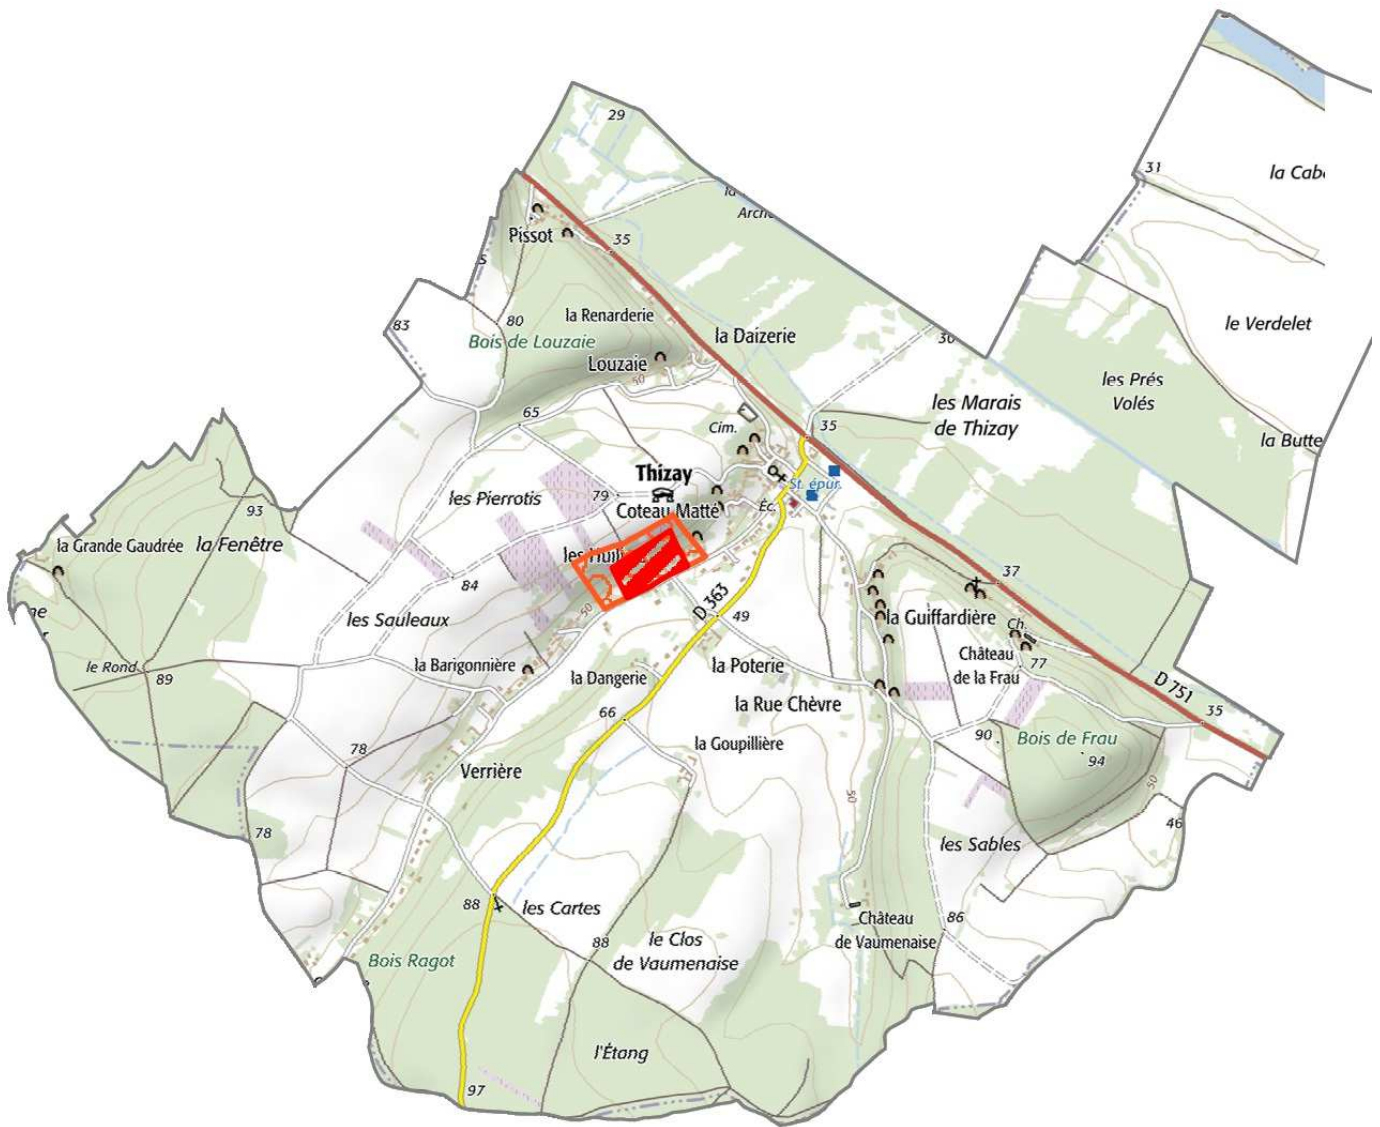 29
31
la Cab
Pissot
35
Arch
80
la Renarderie
83
Bois de Louzaie
la Daizerie
30
le Verdelet
Louzaie
50
les Prés
Volés
les Marais
de Thizay
65
35
la Butte
Cim.
Thizay
St. épur.
les Pierrotis
79
Coteau Matté
Éc.
93
la Grande Gaudrée
la Fenêtre
84
37
50
D 363
les Sauleaux
49
la Guiffardière
Ch.
le Rond
89
la Barigonnière
la Dangerie
la Poterie
Château
de la Frau
77
D 751
66
la Rue Chèvre
35
78
la Goupillière
90
Bois de Frau
94
Verrière
50
50
78
46
les Sables
88
les Cartes
86
88
le Clos
de Vaumenaise
Château
de Vaumenaise
Bois Ragot
l'Étang
97